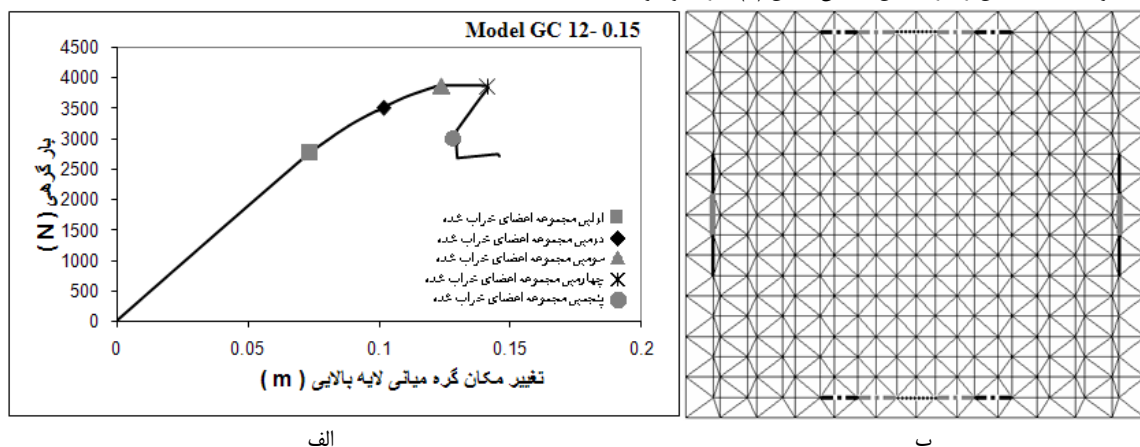 Model GC 12- 0.15
4500
4000
3500
3000
2500
2000
1500
1000
500
0
بار گرهی ( N )
اولین مجموعه اعضای خراب شده
دومین مجموعه اعضای خراب شده
سومین مجموعه اعضای خراب شده
چهارمین مجموعه اعضای خراب شده
پنجمین مجموعه اعضای خراب شده
0 0.05 0.1 0.15 0.2
تغییر مکان گره میانی لایه بالایی ( m )
الف
ب